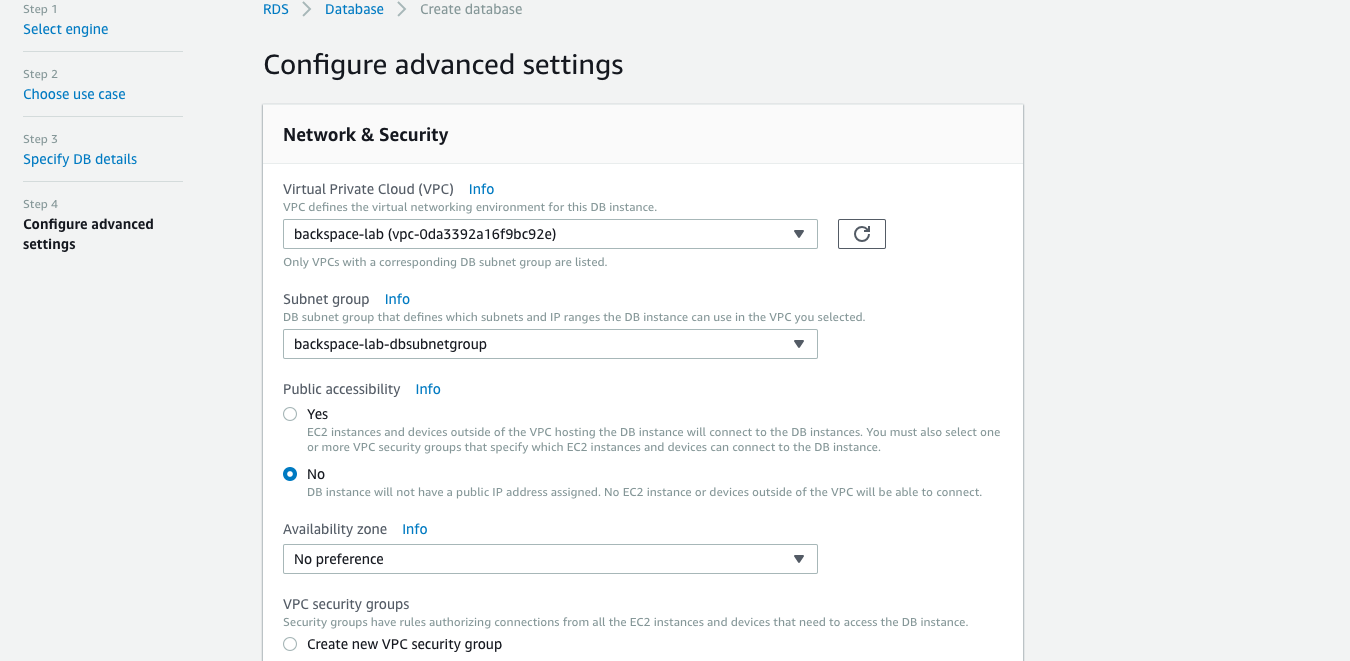 Step 1
Select engine
Step 2
Choose use case
Step 3
Specify DB details
Step 4
Configure advanced
settings
RDS > Database > Create database
Configure advanced settings
Network & Security
Virtual Private Cloud (VPC) Info
VPC defines the virtual networking environment for this DB instance.
backspace-lab (vpc-0da3392a16f9bc92e)
Only VPCs with a corresponding DB subnet group are listed.
Subnet group Info
DB subnet group that defines which subnets and IP ranges the DB instance can use in the VPC you selected.
backspace-lab-dbsubnetgroup
Public accessibility Info
Yes
EC2 instances and devices outside of the VPC hosting the DB instance will connect to the DB instances. You must also select one
or more VPC security groups that specify which EC2 instances and devices can connect to the DB instance.
No
DB instance will not have a public IP address assigned. No EC2 instance or devices outside of the VPC will be able to connect.
Availability zone Info
No preference
VPC security groups
Security groups have rules authorizing connections from all the EC2 instances and devices that need to access the DB instance.
Create new VPC security group